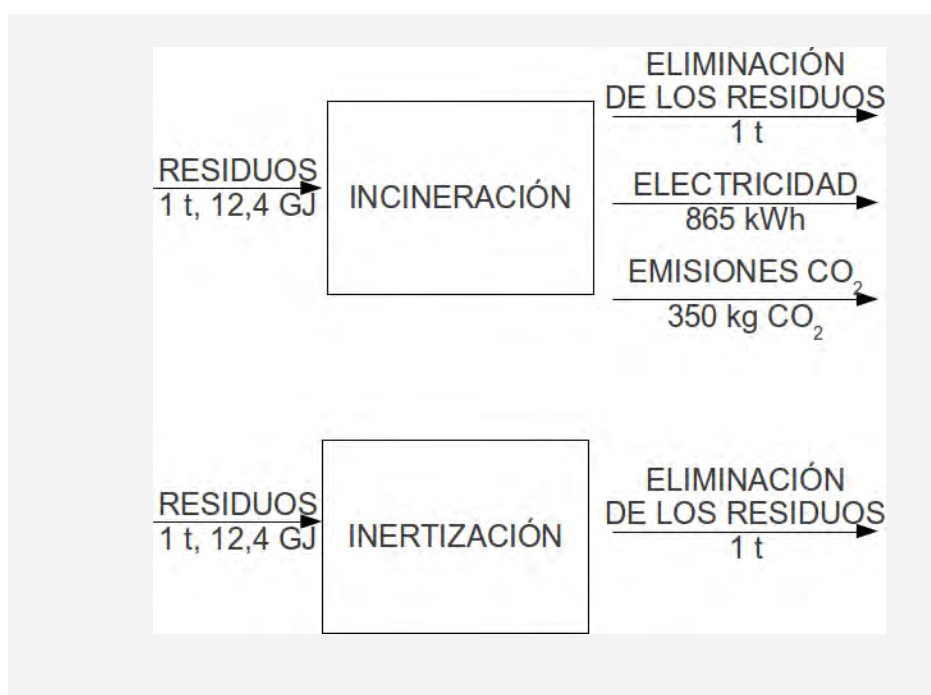 RESIDUOS
1 t, 12,4 GJ
INCINERACIÓN
ELIMINACIÓN
DE LOS RESIDUOS
1 t
ELECTRICIDAD
865 kWh
EMISIONES CO₂
350 kg CO₂
RESIDUOS
1 t, 12,4 GJ
INERTIZACIÓN
ELIMINACIÓN
DE LOS RESIDUOS
1 t